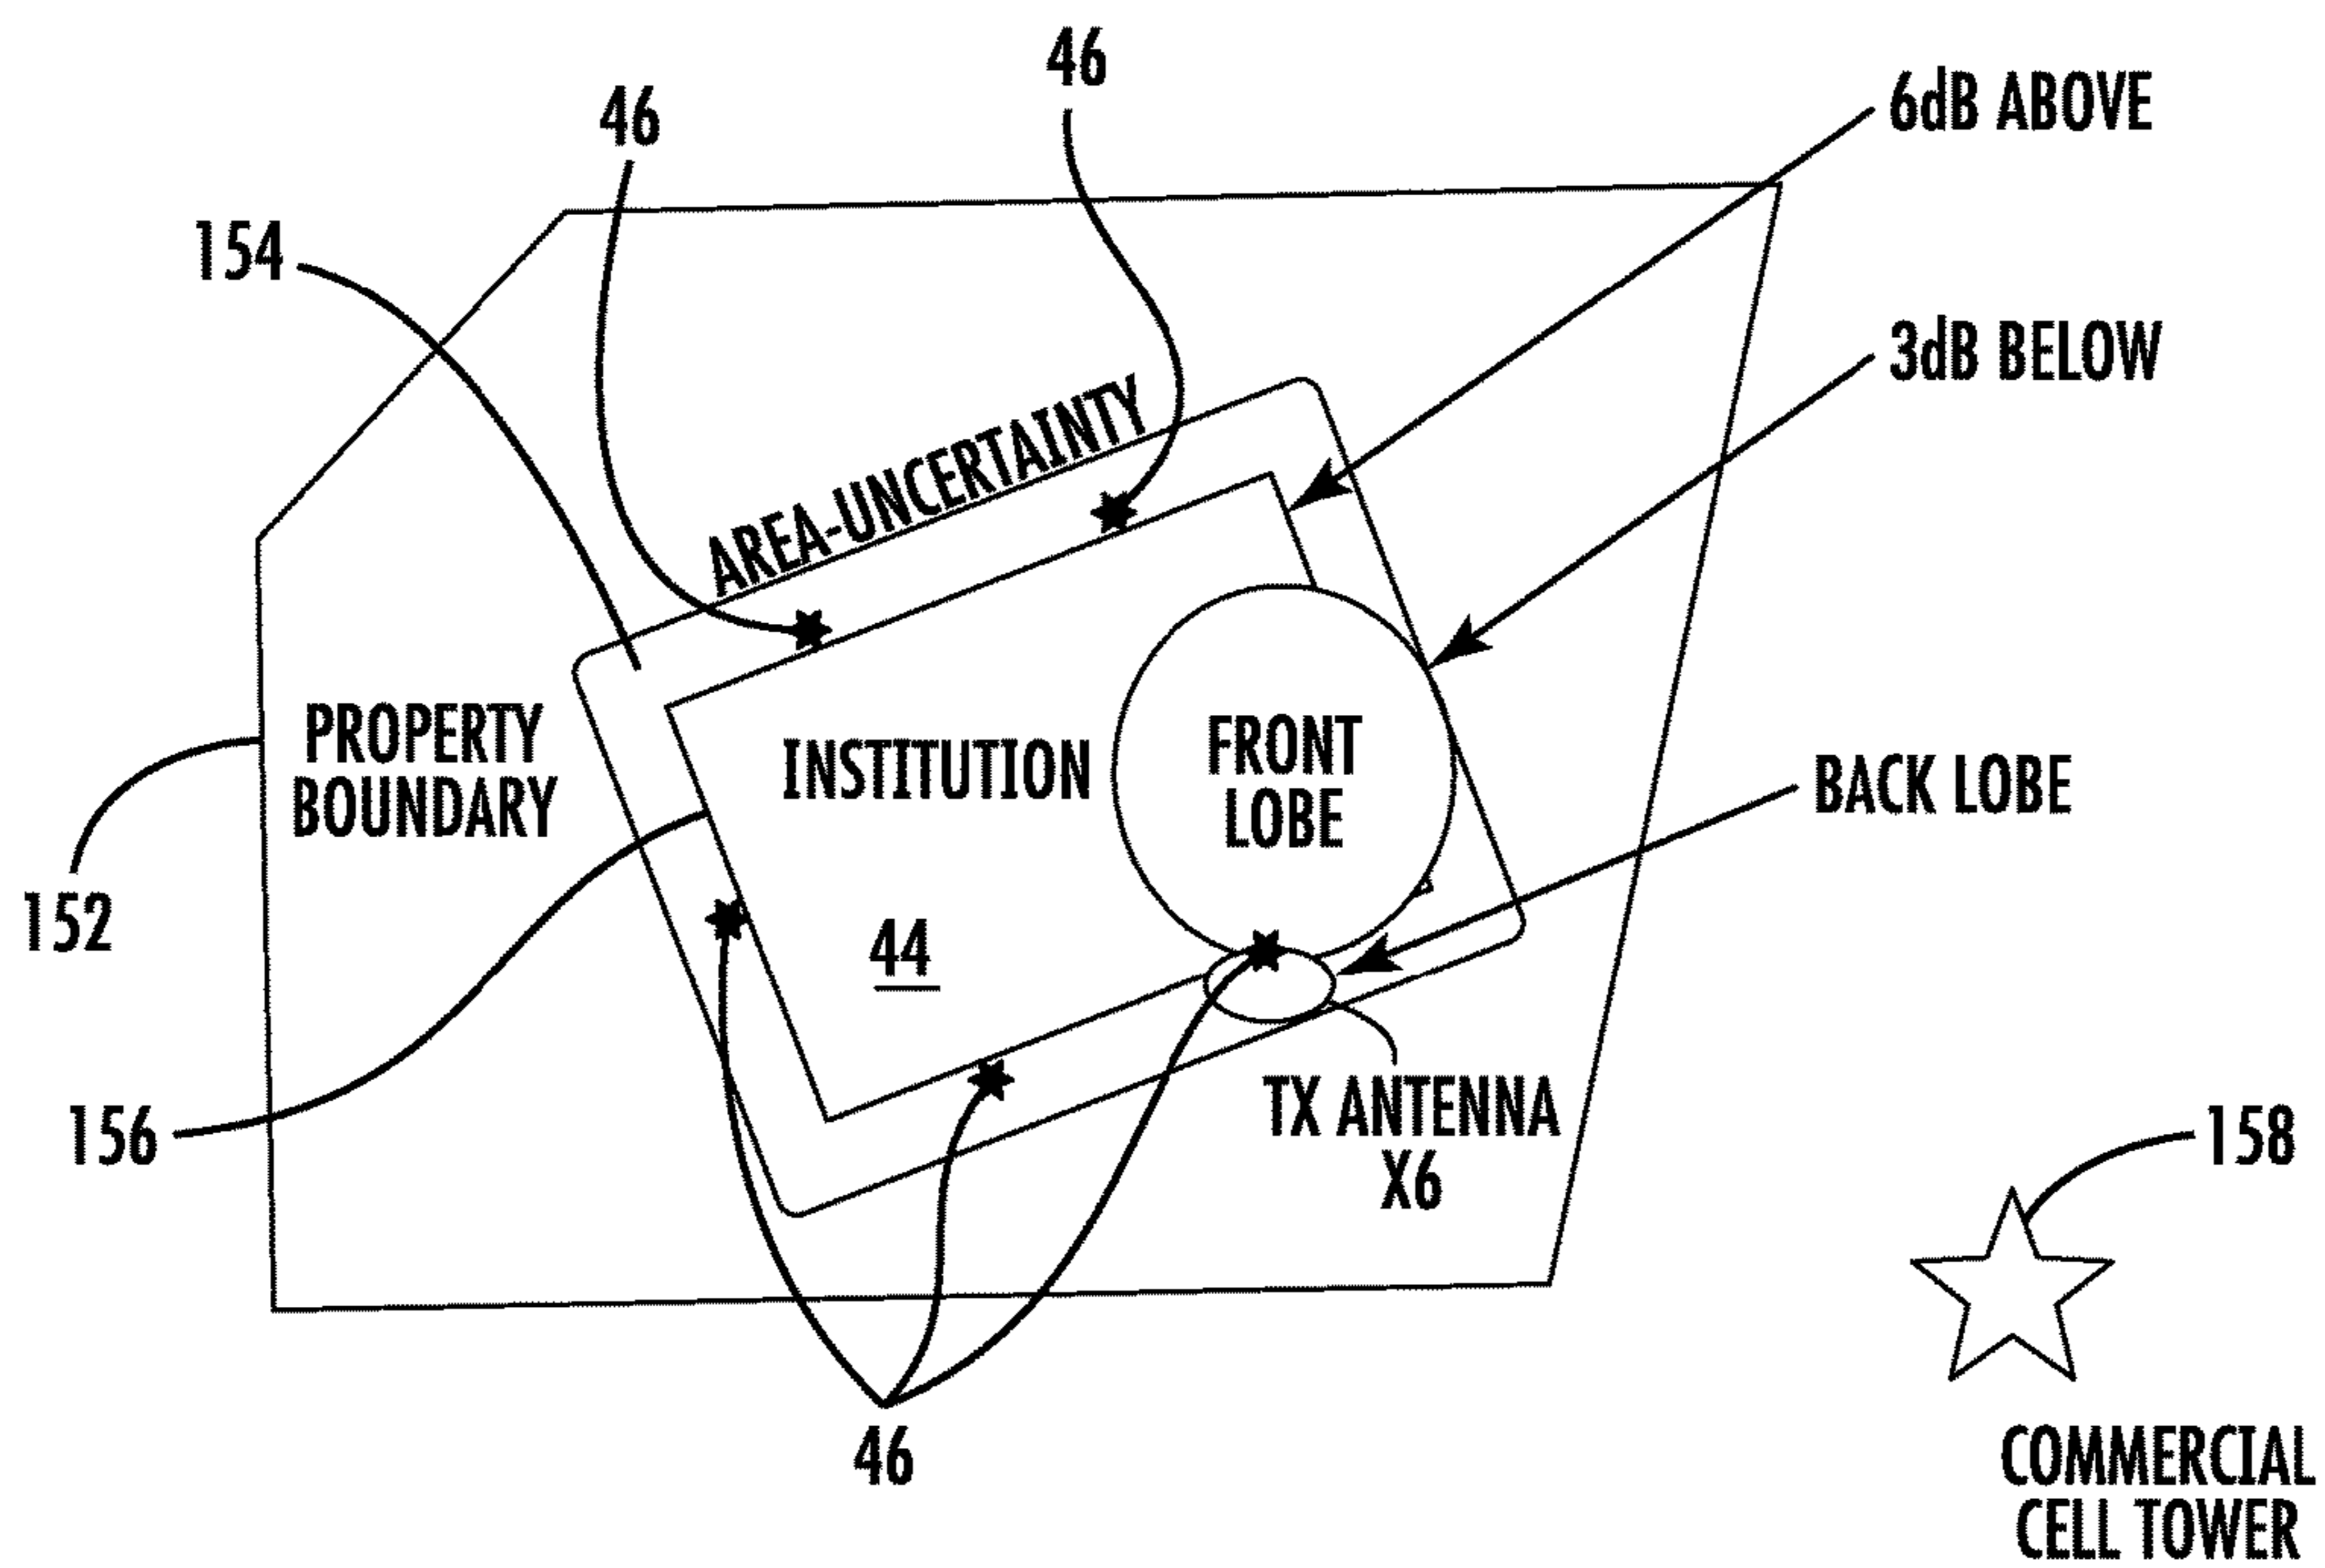 46
46
6dB ABOVE
154
3dB BELOW
AREA-UNCERTAINTY
PROPERTY
BOUNDARY
INSTITUTION
FRONT
LOBE
BACK LOBE
152
44
TX ANTENNA
X6
156
158
46
COMMERCIAL
CELL TOWER